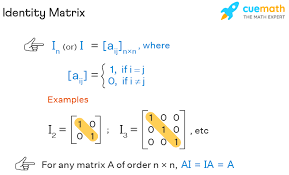 Identity Matrix
cuemath
THE MATH EXPERT
Iₙ (or) I = [aᵢⱼ]ₙₓₙ, where
[aᵢⱼ] = { 1, if i = j
0, if i ≠ j
Examples
I₂ = [1 0; 0 1] ; I₃ = [1 0 0; 0 1 0; 0 0 1] , etc
For any matrix A of order n × n, AI = IA = A